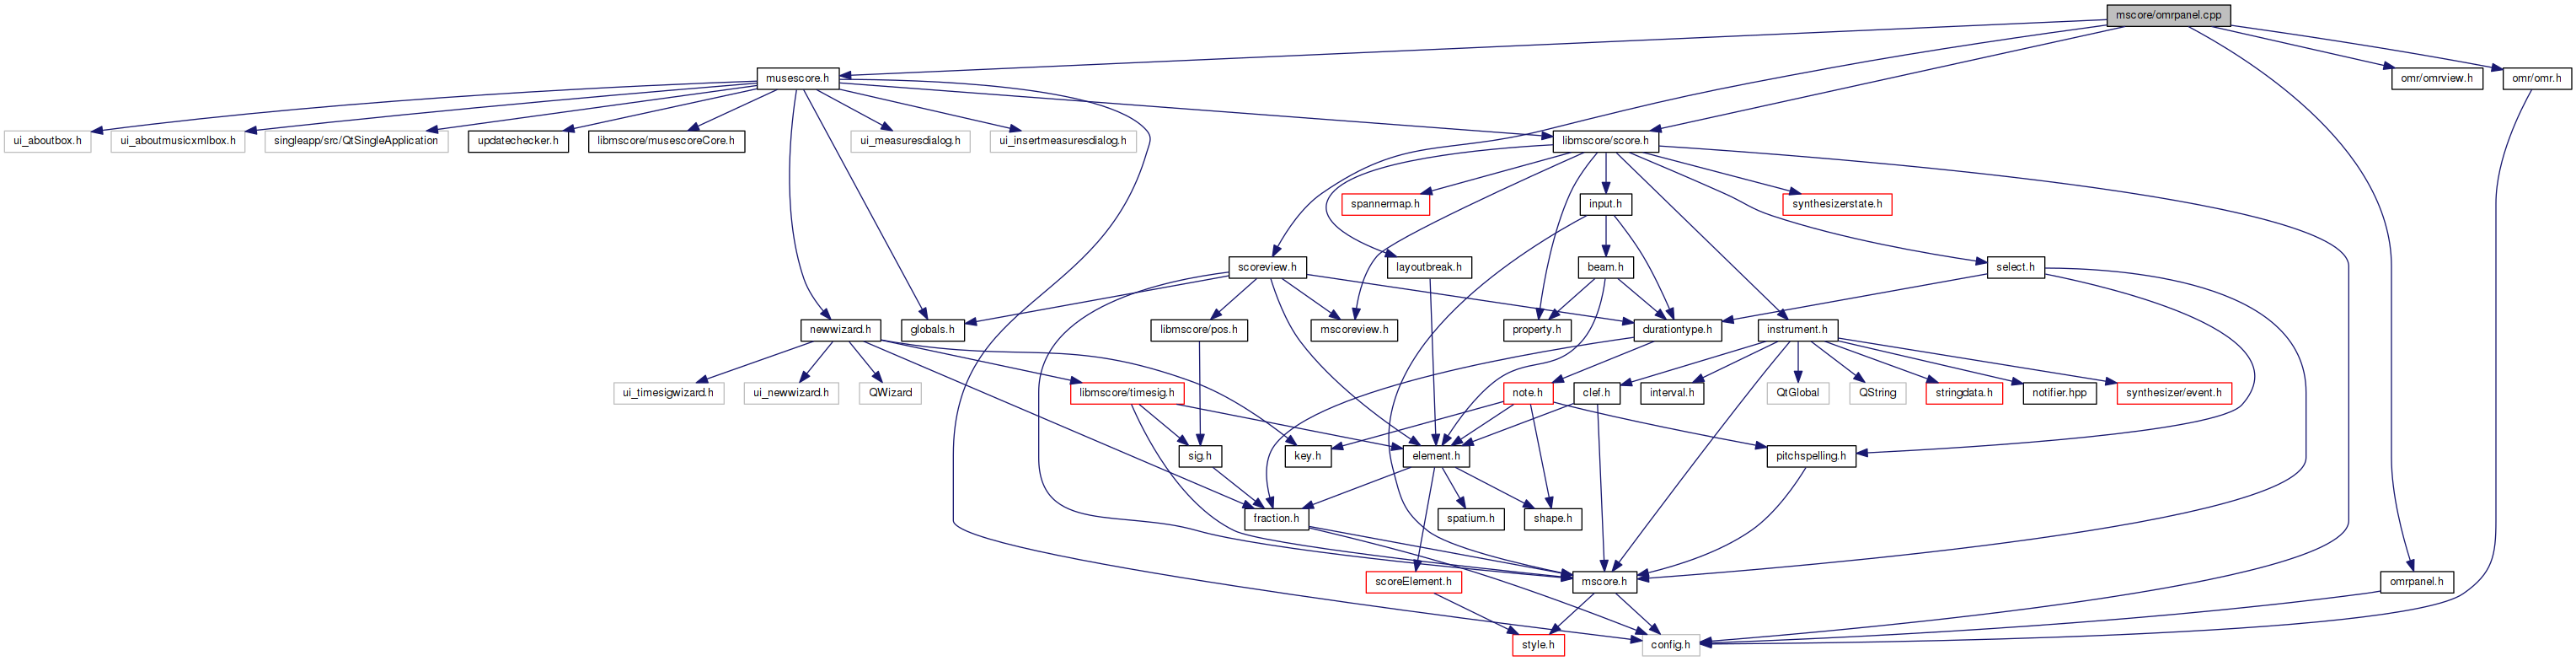 mscore/omrpanel.cpp
musescore.h
omr/omrview.h
omr/omr.h
ui_aboutbox.h
ui_aboutmusicxmlbox.h
singleapp/src/QtSingleApplication
updatechecker.h
libmscore/musescoreCore.h
ui_measuresdialog.h
ui_insertmeasuresdialog.h
libmscore/score.h
spannermap.h
input.h
synthesizerstate.h
scoreview.h
layoutbreak.h
beam.h
select.h
newwizard.h
globals.h
libmscore/pos.h
mscoreview.h
property.h
durationtype.h
instrument.h
ui_timesigwizard.h
ui_newwizard.h
QWizard
libmscore/timesig.h
note.h
clef.h
interval.h
QtGlobal
QString
stringdata.h
notifier.hpp
synthesizer/event.h
sig.h
key.h
element.h
pitchspelling.h
fraction.h
spatium.h
shape.h
scoreElement.h
mscore.h
omrpanel.h
style.h
config.h